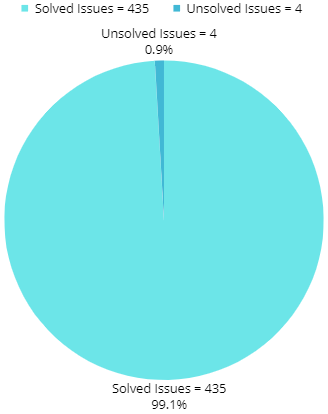 Solved Issues = 435 Unsolved Issues = 4
Unsolved Issues = 4
0.9%
Solved Issues = 435
99.1%